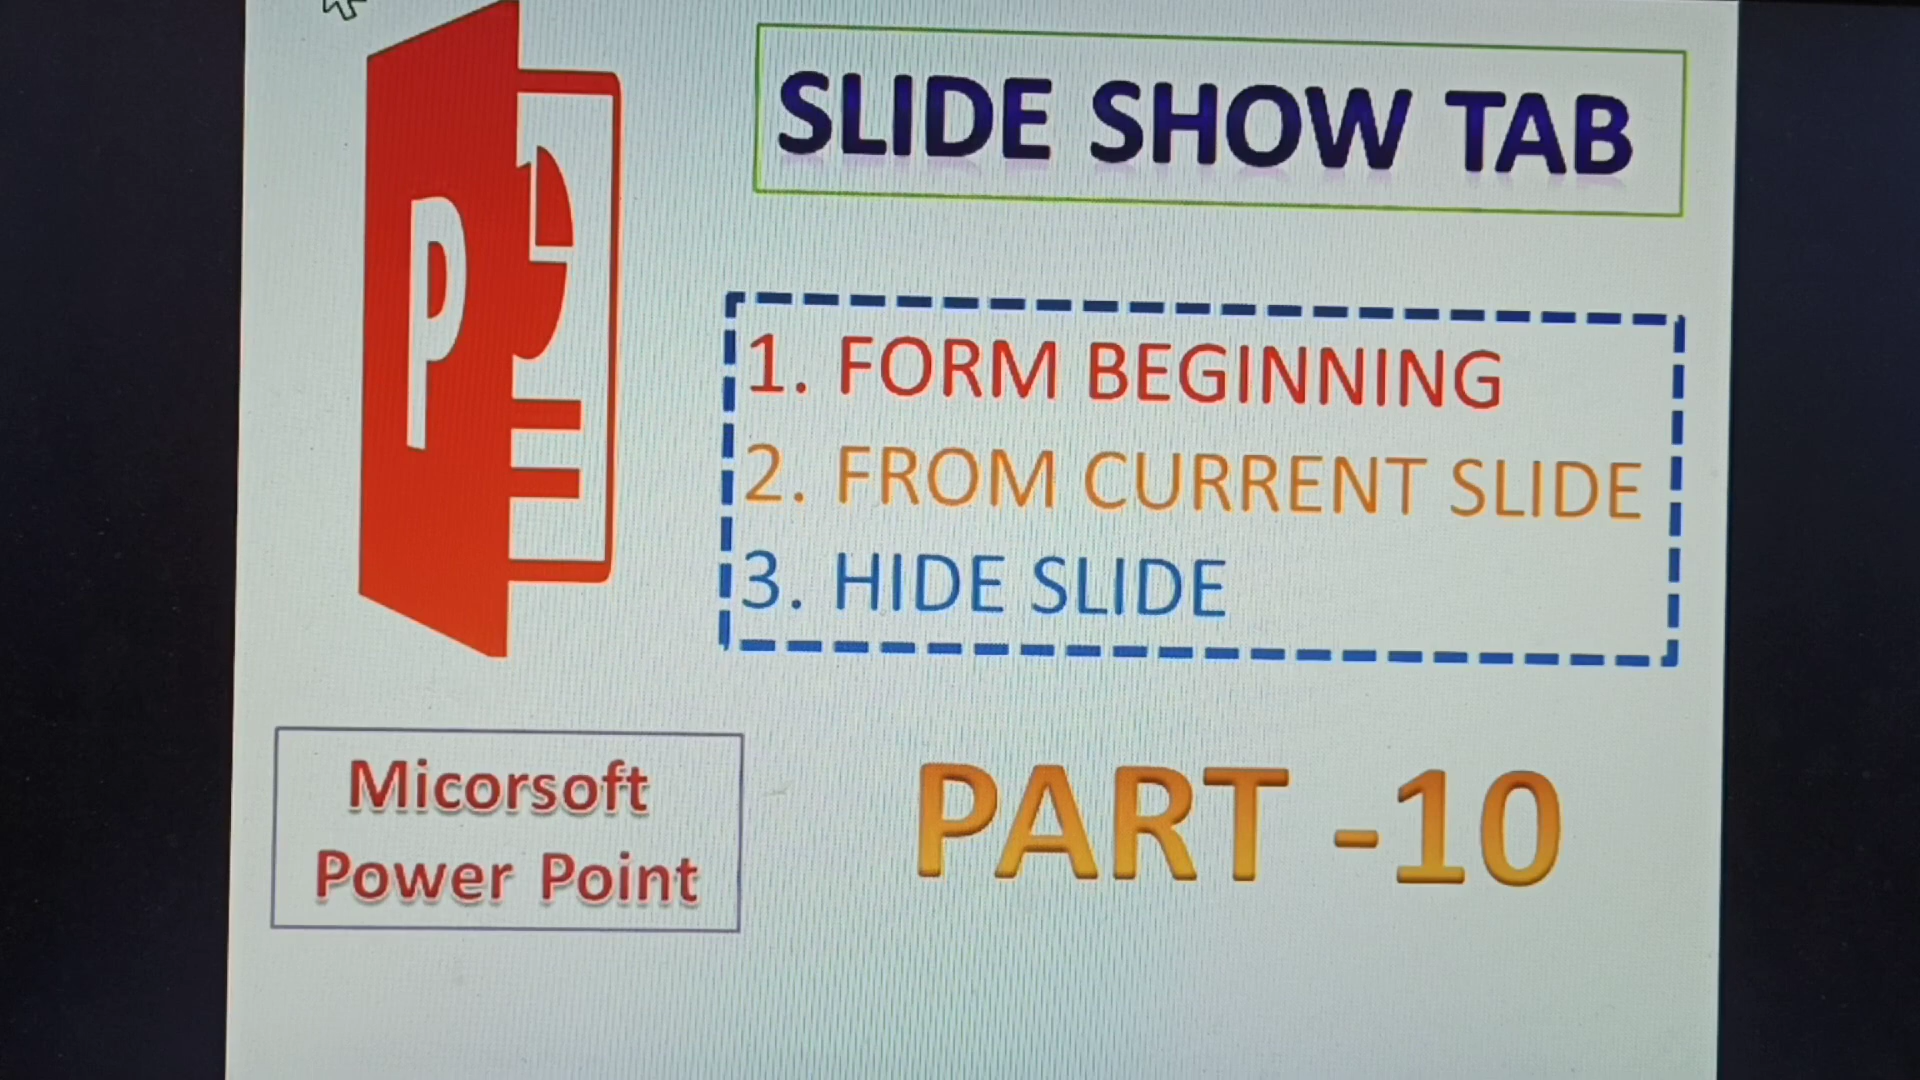 SLIDE SHOW TAB
1. FORM BEGINNING
2. FROM CURRENT SLIDE
3. HIDE SLIDE
Micorsoft
Power Point
PART -10
P